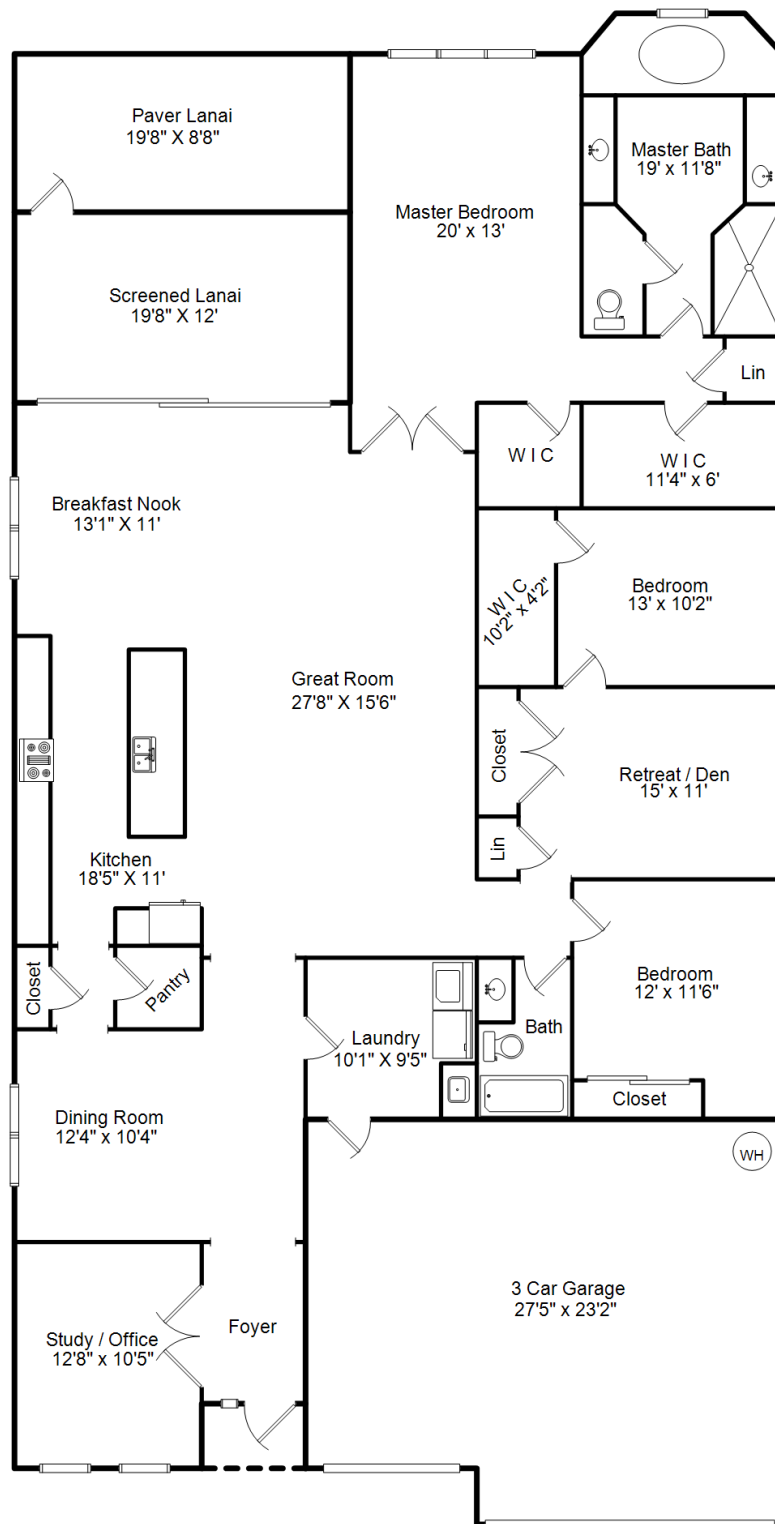 Paver Lanai
19'8" X 8'8"
Master Bath
19' x 11'8"
Master Bedroom
20' x 13'
Screened Lanai
19'8" X 12'
Lin
W I C
W I C
11'4" x 6'
Breakfast Nook
13'1" X 11'
Bedroom
13' x 10'2"
W I C
10'2" x 4'2"
Great Room
27'8" X 15'6"
Closet
Retreat / Den
15' x 11'
Lin
Kitchen
18'5" X 11'
Closet
Pantry
Bedroom
12' x 11'6"
Bath
Laundry
10'1" X 9'5"
Closet
Dining Room
12'4" x 10'4"
WH
3 Car Garage
27'5" x 23'2"
Foyer
Study / Office
12'8" x 10'5"